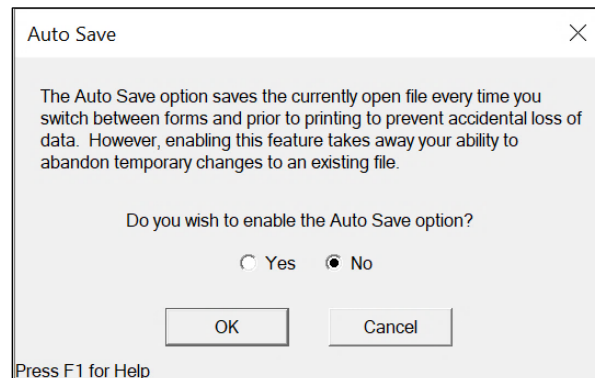 Auto Save
The Auto Save option saves the currently open file every time you
switch between forms and prior to printing to prevent accidental loss of
data.  However, enabling this feature takes away your ability to
abandon temporary changes to an existing file.
Do you wish to enable the Auto Save option?
Yes No
OK Cancel
Press F1 for Help